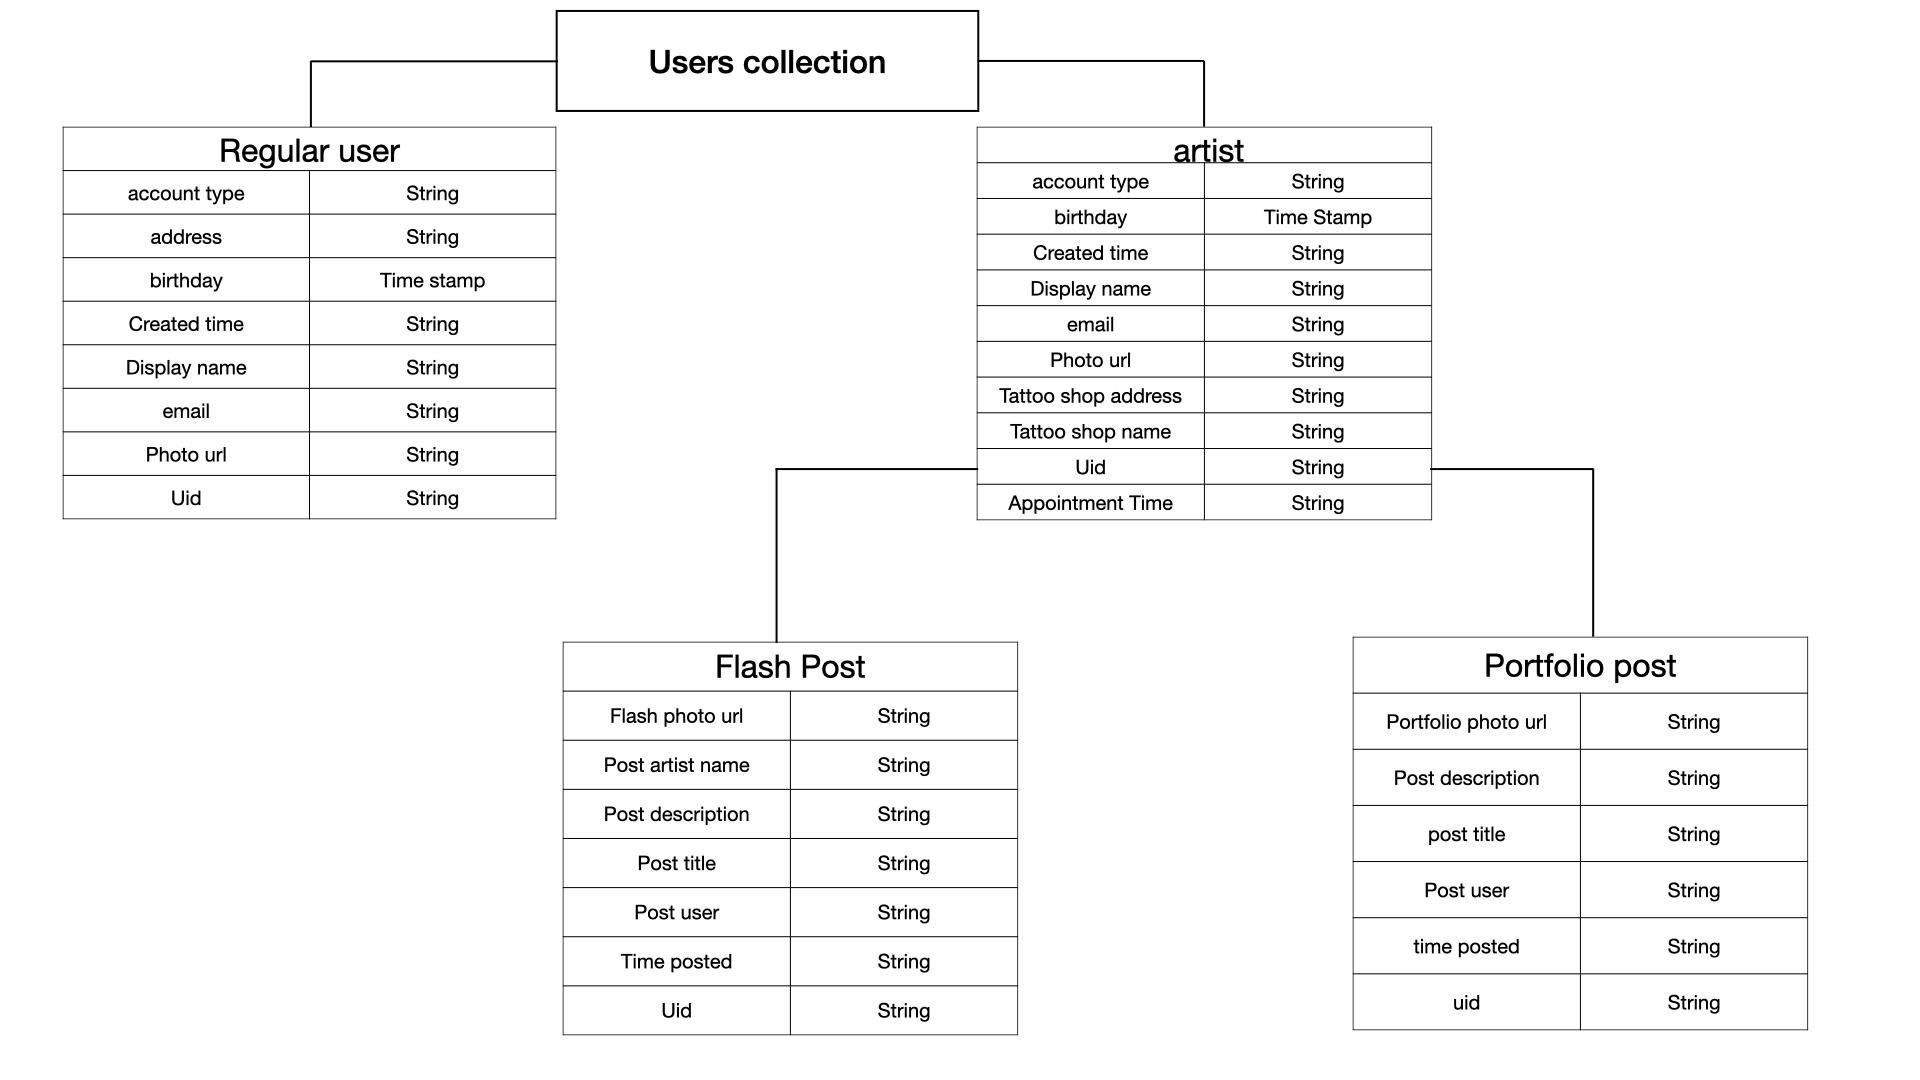 Users collection
Regular user
account type String
address String
birthday Time stamp
Created time String
Display name String
email String
Photo url String
Uid String
artist
account type String
birthday Time Stamp
Created time String
Display name String
email String
Photo url String
Tattoo shop address String
Tattoo shop name String
Uid String
Appointment Time String
Flash Post
Flash photo url String
Post artist name String
Post description String
Post title String
Post user String
Time posted String
Uid String
Portfolio post
Portfolio photo url String
Post description String
post title String
Post user String
time posted String
uid String